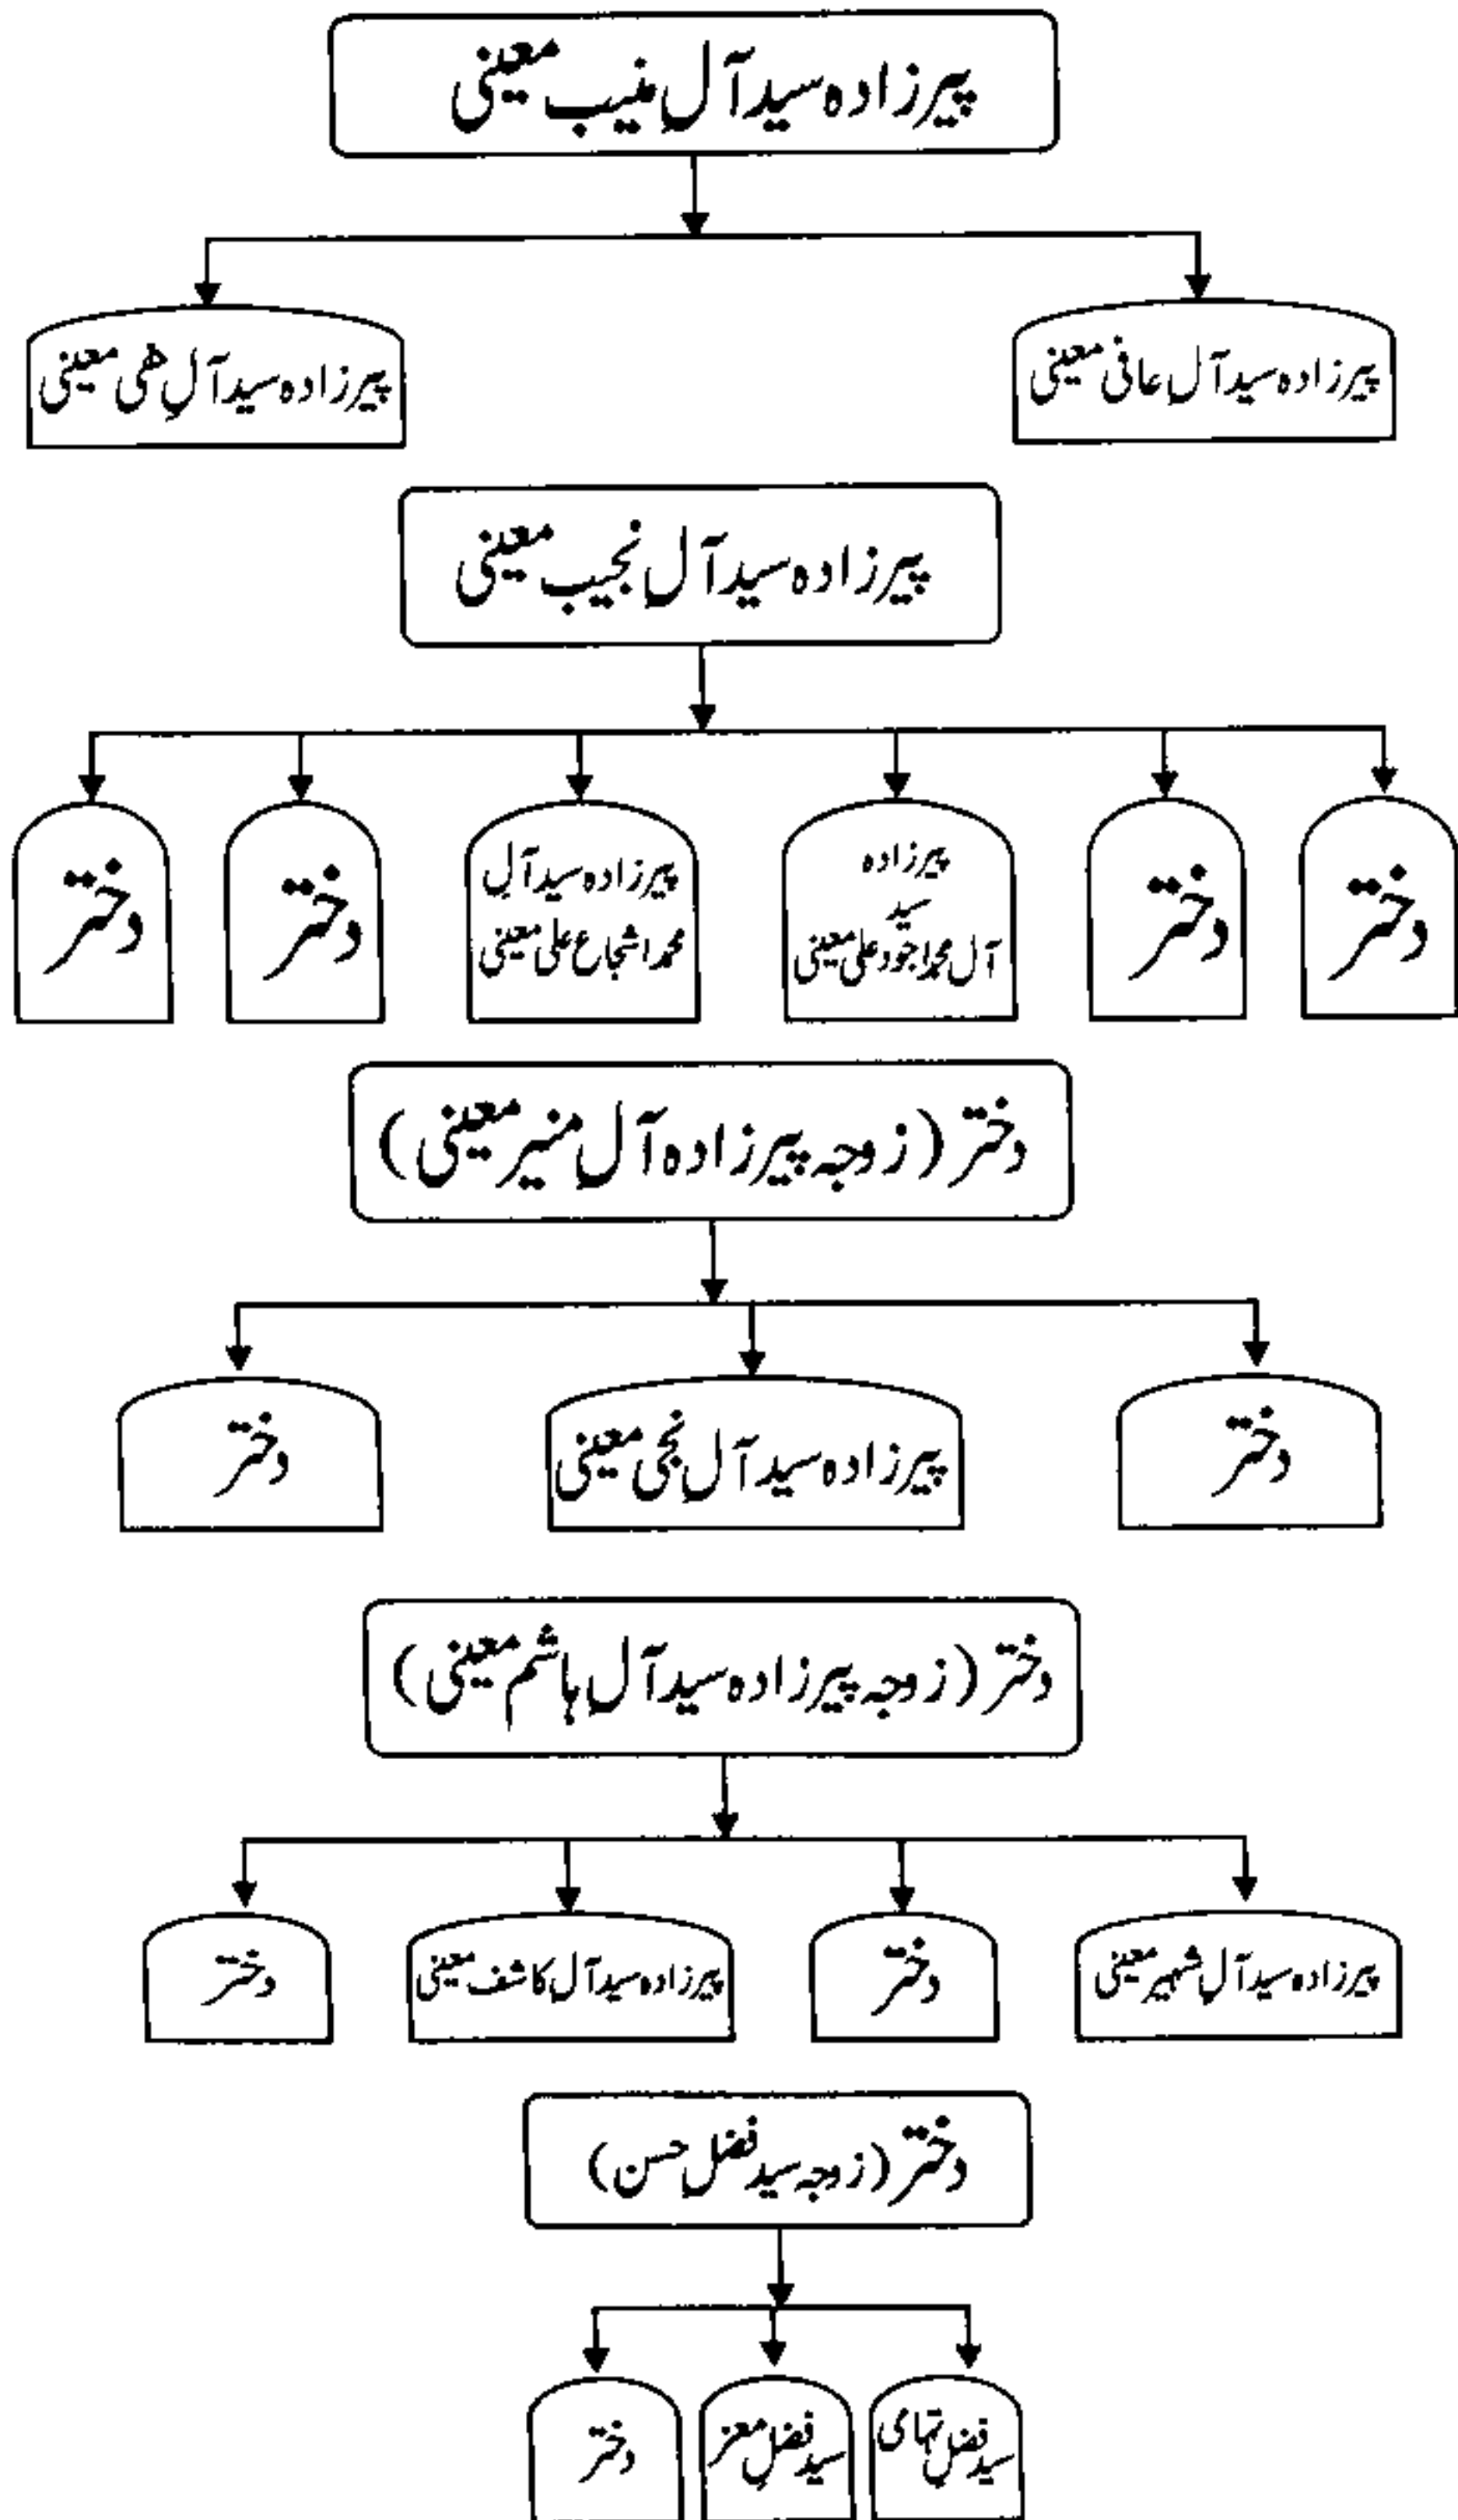 پیرزادہ سید آل منیب معینی
پیرزادہ سید آل عافی معینی
پیرزادہ سید آلِ معینی
پیرزادہ سید آل نجیب معینی
دختر
دختر
پیرزادہ
سید
آل محمد اجود علی معینی
پیرزادہ سید آل
محمد اشجاع علی معینی
دختر
دختر
دختر (زوجہ پیرزادہ آل منیر معینی)
دختر
پیرزادہ سید آل معینی
دختر
دختر (زوجہ پیرزادہ سید آل ہاشم معینی)
پیرزادہ سید آل شہیر معینی
دختر
پیرزادہ سید آل کاشف معینی
دختر
دختر (زوجہ سید فضل حسن)
سید فضل تہامی
سید فضل معز
دختر